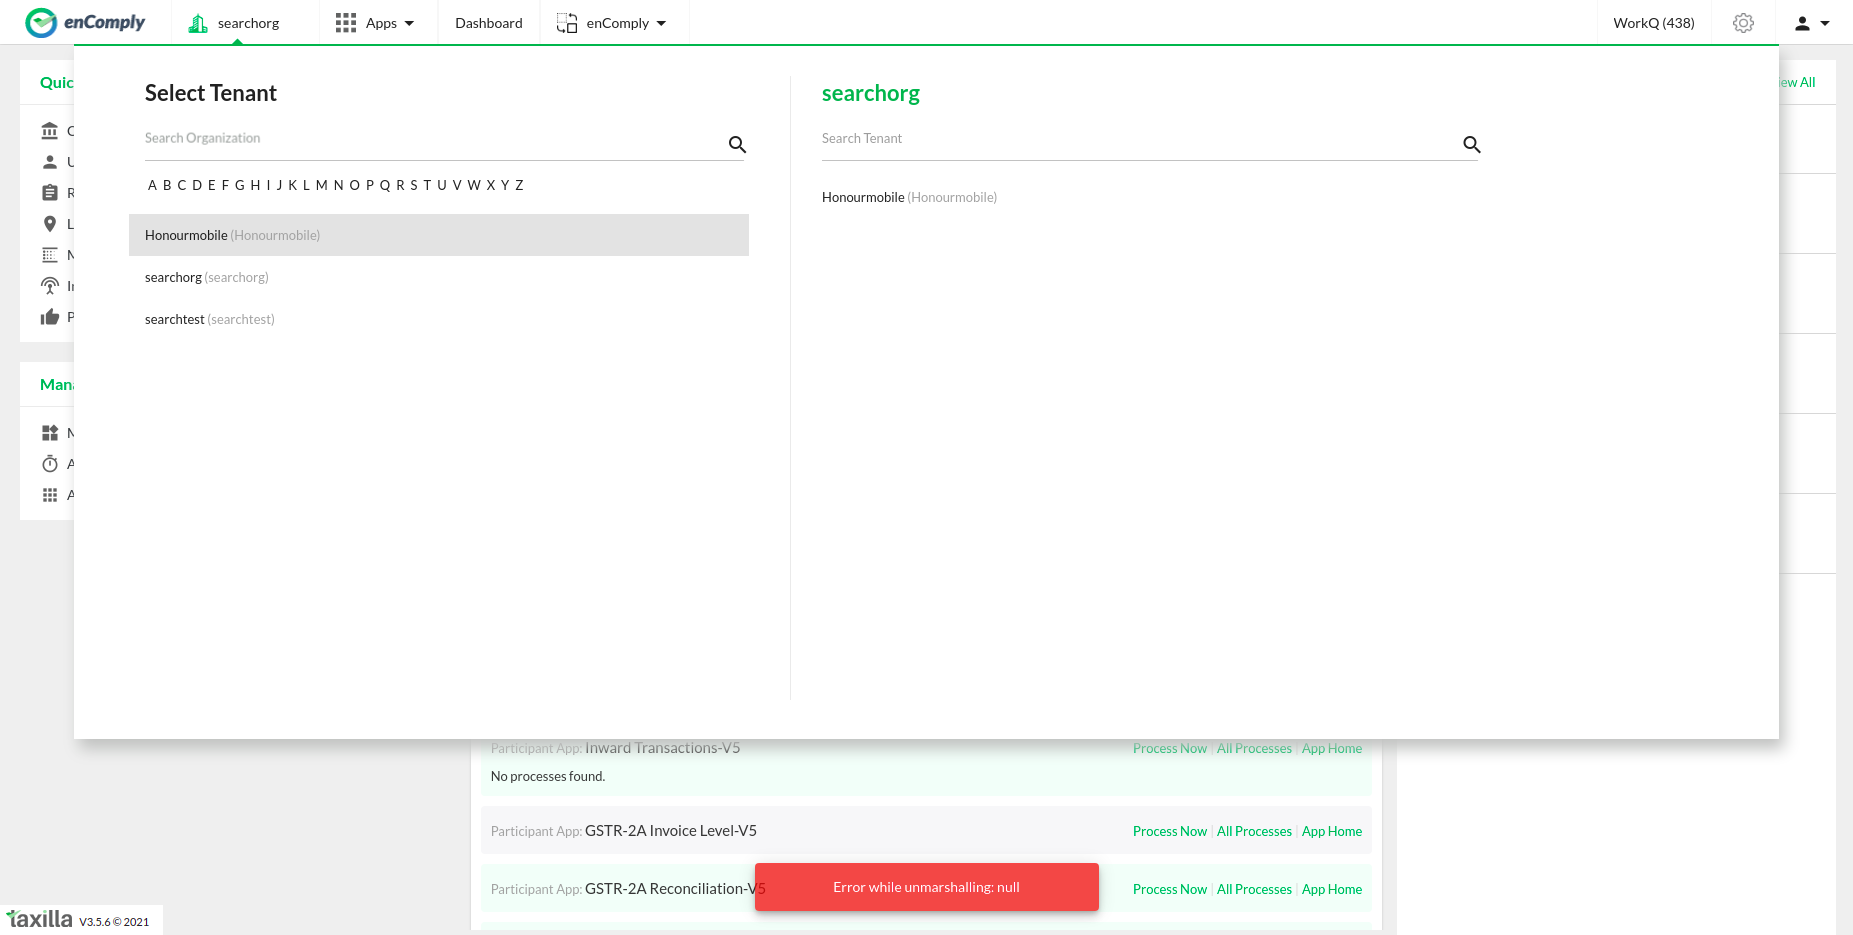 enComply
searchorg
Apps
Dashboard
enComply
WorkQ (438)
Select Tenant
Search Organization
A B C D E F G H I J K L M N O P Q R S T U V W X Y Z
Honourmobile (Honourmobile)
searchorg (searchorg)
searchtest (searchtest)
searchorg
Search Tenant
Honourmobile (Honourmobile)
All
Participant App: Inward Transactions-V5
Process Now | All Processes | App Home
No processes found.
Participant App: GSTR-2A Invoice Level-V5
Process Now | All Processes | App Home
Participant App: GSTR-2A Reconciliation-V5
Process Now | All Processes | App Home
Error while unmarshalling: null
taxilla V3.5.6 © 2021